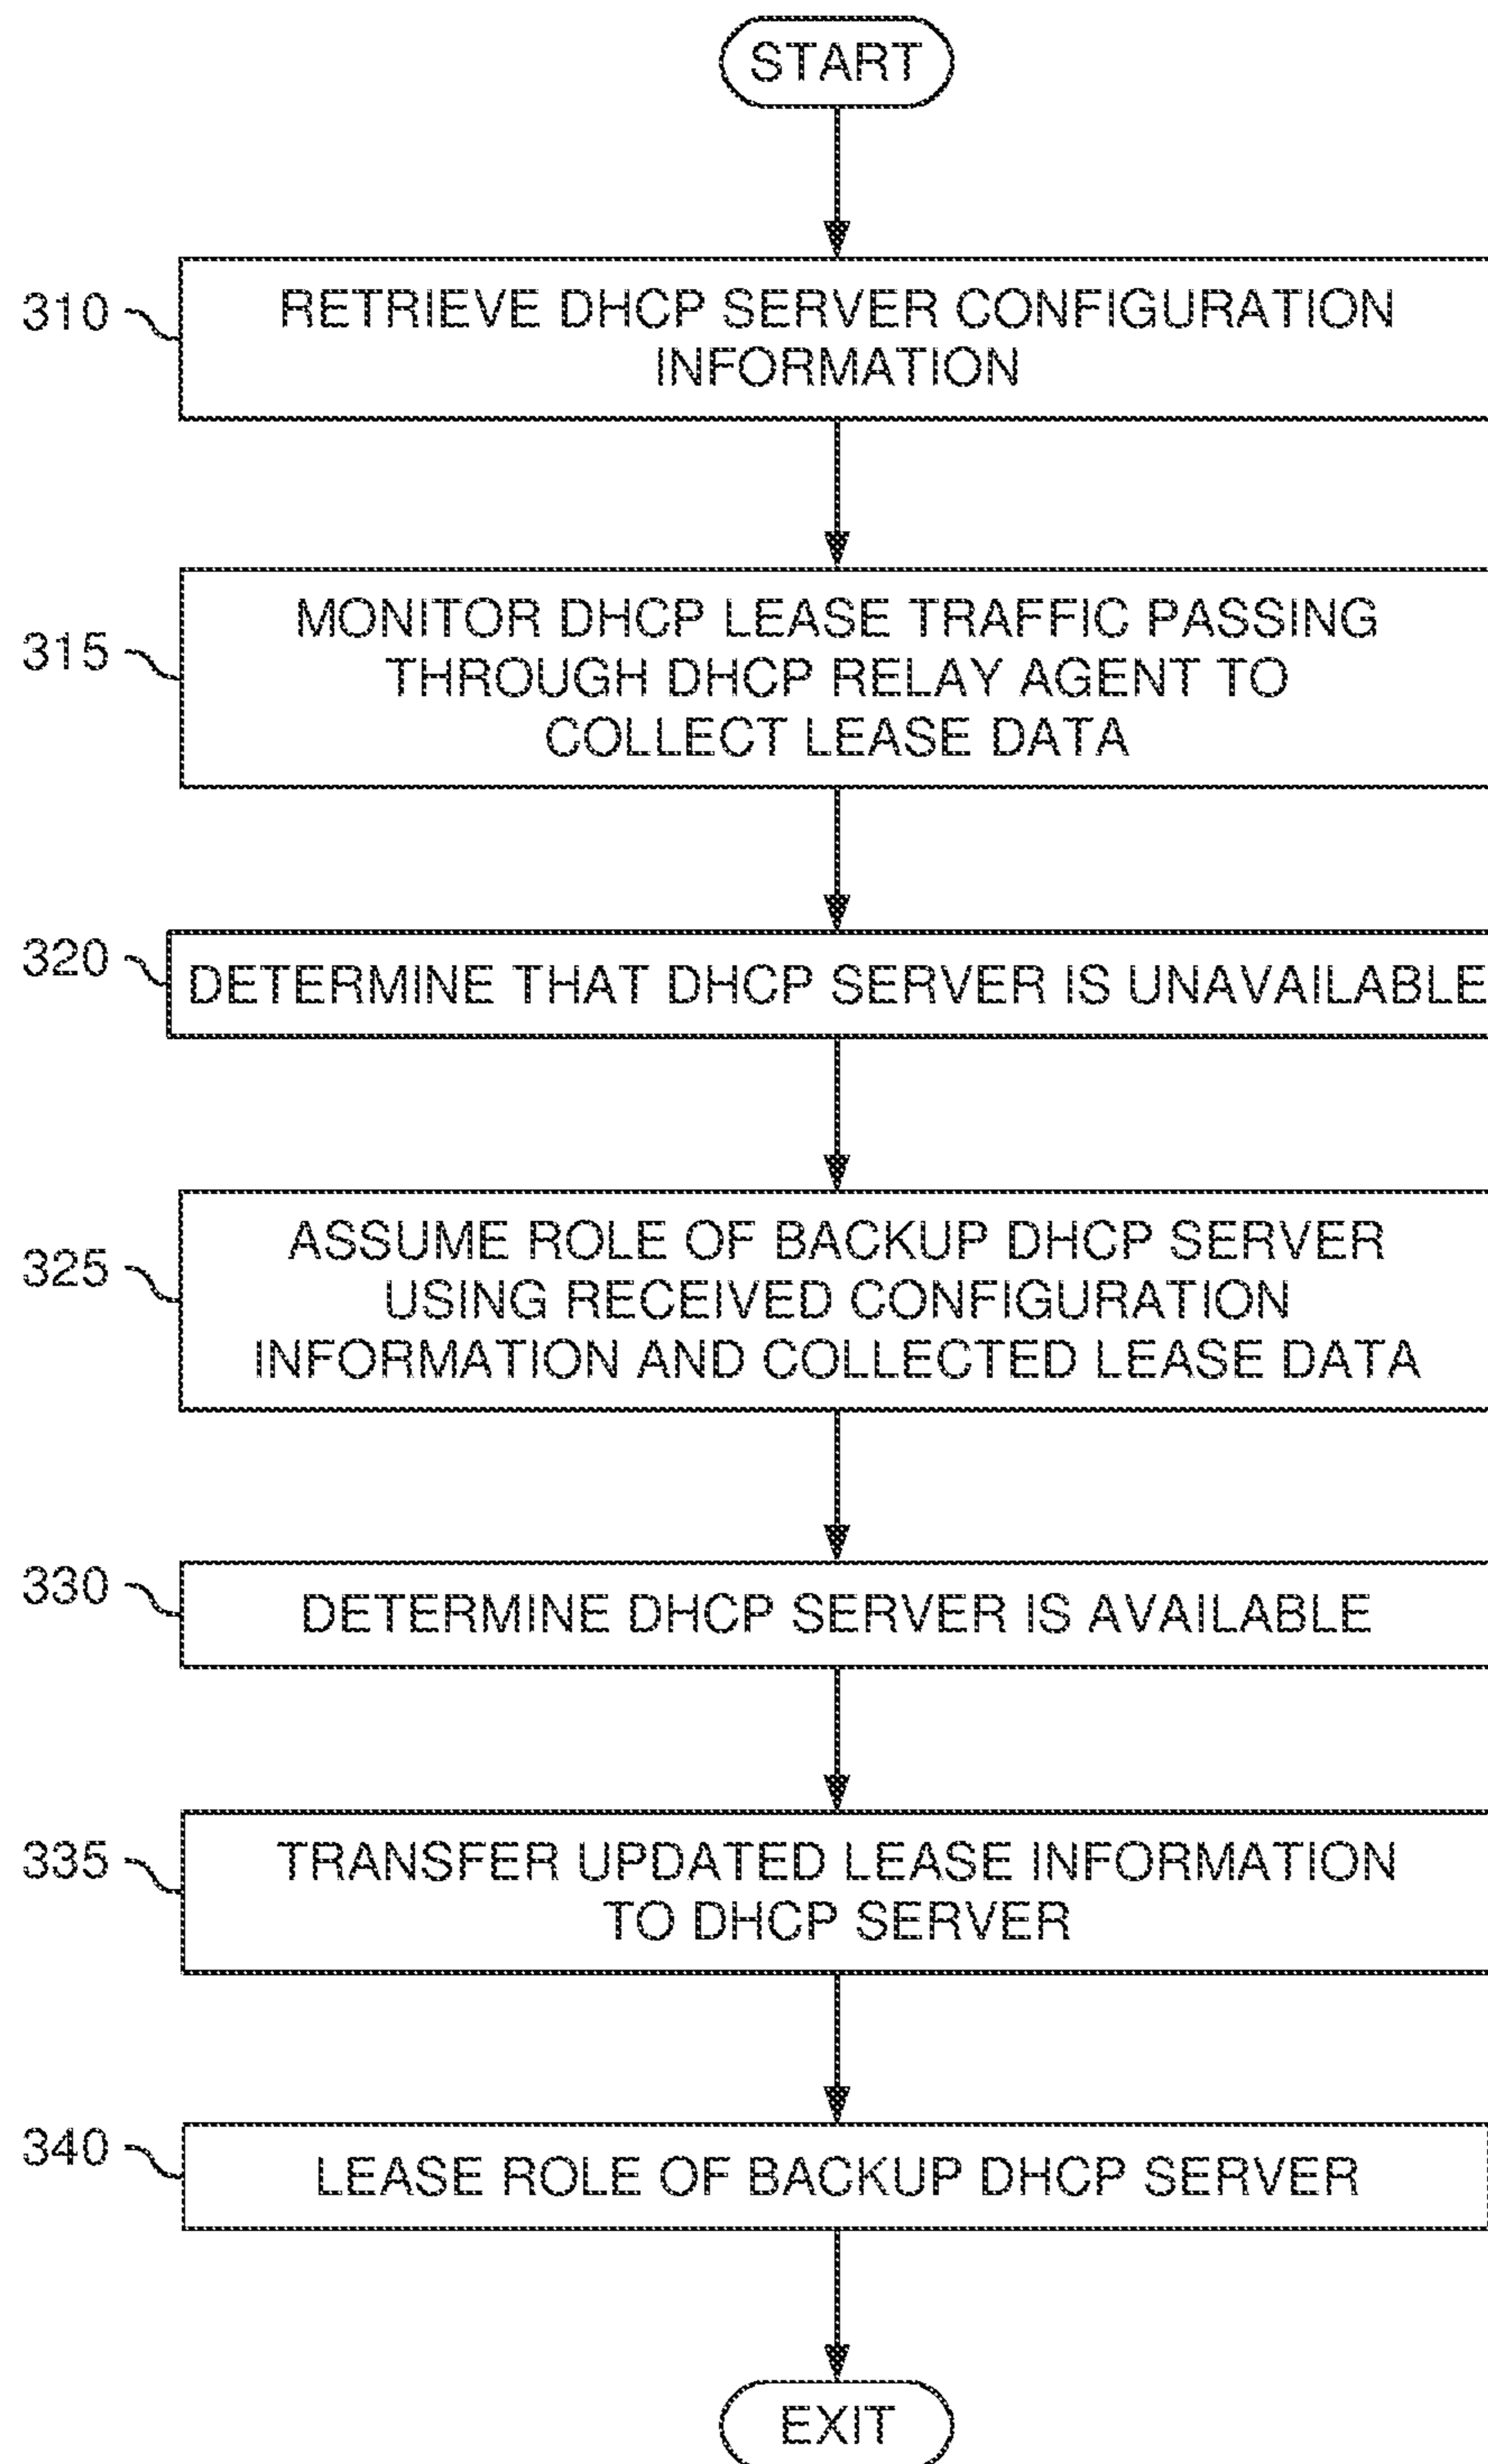 START
310
RETRIEVE DHCP SERVER CONFIGURATION
INFORMATION
315
MONITOR DHCP LEASE TRAFFIC PASSING
THROUGH DHCP RELAY AGENT TO
COLLECT LEASE DATA
320
DETERMINE THAT DHCP SERVER IS UNAVAILABLE
325
ASSUME ROLE OF BACKUP DHCP SERVER
USING RECEIVED CONFIGURATION
INFORMATION AND COLLECTED LEASE DATA
330
DETERMINE DHCP SERVER IS AVAILABLE
335
TRANSFER UPDATED LEASE INFORMATION
TO DHCP SERVER
340
LEASE ROLE OF BACKUP DHCP SERVER
EXIT